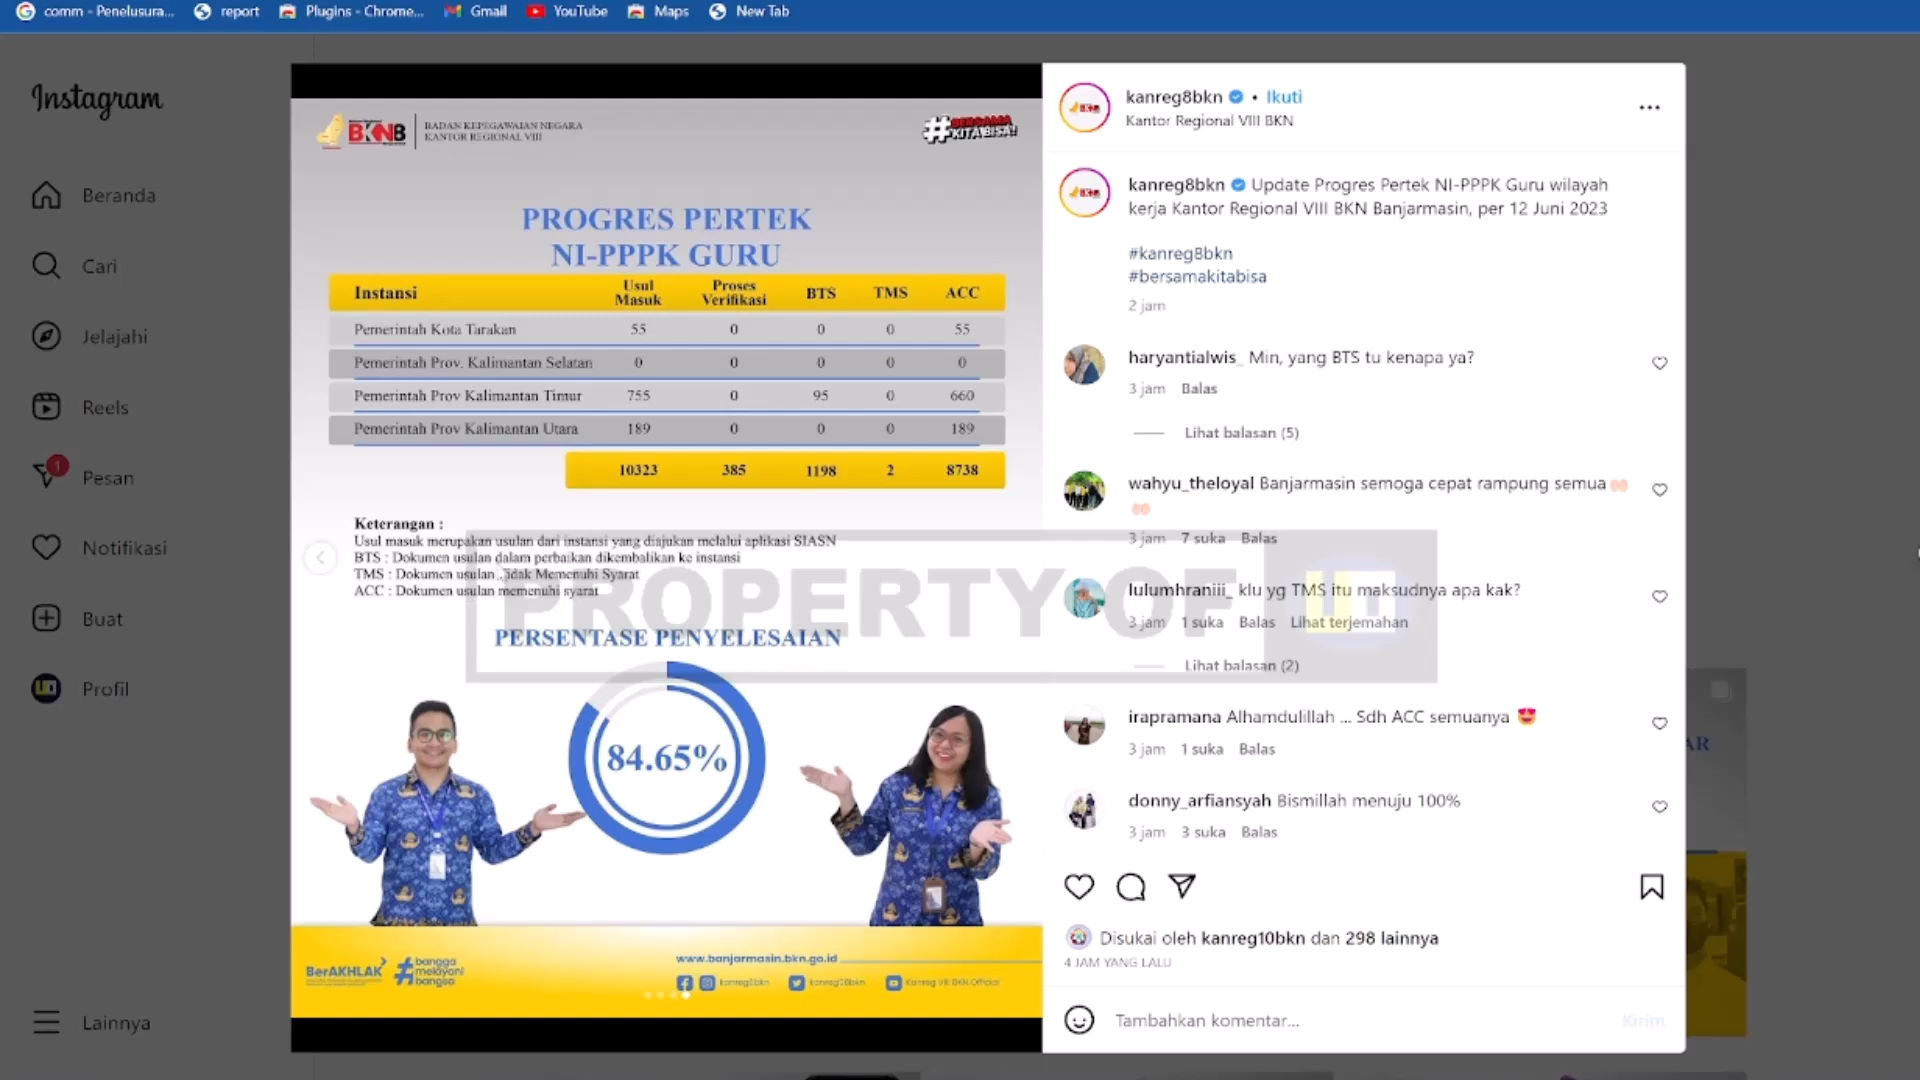 comm - Penelusura...
report
Plugins - Chrome...
Gmail
YouTube
Maps
New Tab
Instagram
Beranda
Cari
Jelajahi
Reels
1
Pesan
Notifikasi
Buat
Profil
Lainnya
BADAN KEPEGAWAIAN NEGARA
KANTOR REGIONAL VIII
#BERSAMA
KITABISA!
PROGRES PERTEK
NI-PPPK GURU
Instansi Usul Masuk Proses Verifikasi BTS TMS ACC
Pemerintah Kota Tarakan 55 0 0 0 55
Pemerintah Prov. Kalimantan Selatan 0 0 0 0 0
Pemerintah Prov Kalimantan Timur 755 0 95 0 660
Pemerintah Prov Kalimantan Utara 189 0 0 0 189
10323 385 1198 2 8738
Keterangan :
Usul masuk merupakan usulan dari instansi yang diajukan melalui aplikasi SIASN
BTS : Dokumen usulan dalam perbaikan dikembalikan ke instansi
TMS : Dokumen usulan Tidak Memenuhi Syarat
ACC : Dokumen usulan memenuhi syarat
PROPERTY OF
PERSENTASE PENYELESAIAN
84.65%
BerAKHLAK
#bangga
melayani
bangsa
www.banjarmasin.bkn.go.id
kanreg8bkn
kanreg8bkn
Kanreg VIII BKN Official
kanreg8bkn • Ikuti
Kantor Regional VIII BKN
kanreg8bkn Update Progres Pertek NI-PPPK Guru wilayah
kerja Kantor Regional VIII BKN Banjarmasin, per 12 Juni 2023
#kanreg8bkn
#bersamakitabisa
2 jam
haryantialwis_ Min, yang BTS tu kenapa ya?
3 jam Balas
Lihat balasan (5)
wahyu_theloyal Banjarmasin semoga cepat rampung semua🤲🏻
🤲🏻
3 jam 7 suka Balas
lulumhraniii_ klu yg TMS itu maksudnya apa kak?
3 jam 1 suka Balas Lihat terjemahan
Lihat balasan (2)
irapramana Alhamdulillah ... Sdh ACC semuanya 😍
3 jam 1 suka Balas
donny_arfiansyah Bismillah menuju 100%
3 jam 3 suka Balas
Disukai oleh kanreg10bkn dan 298 lainnya
4 JAM YANG LALU
Tambahkan komentar...
Kirim